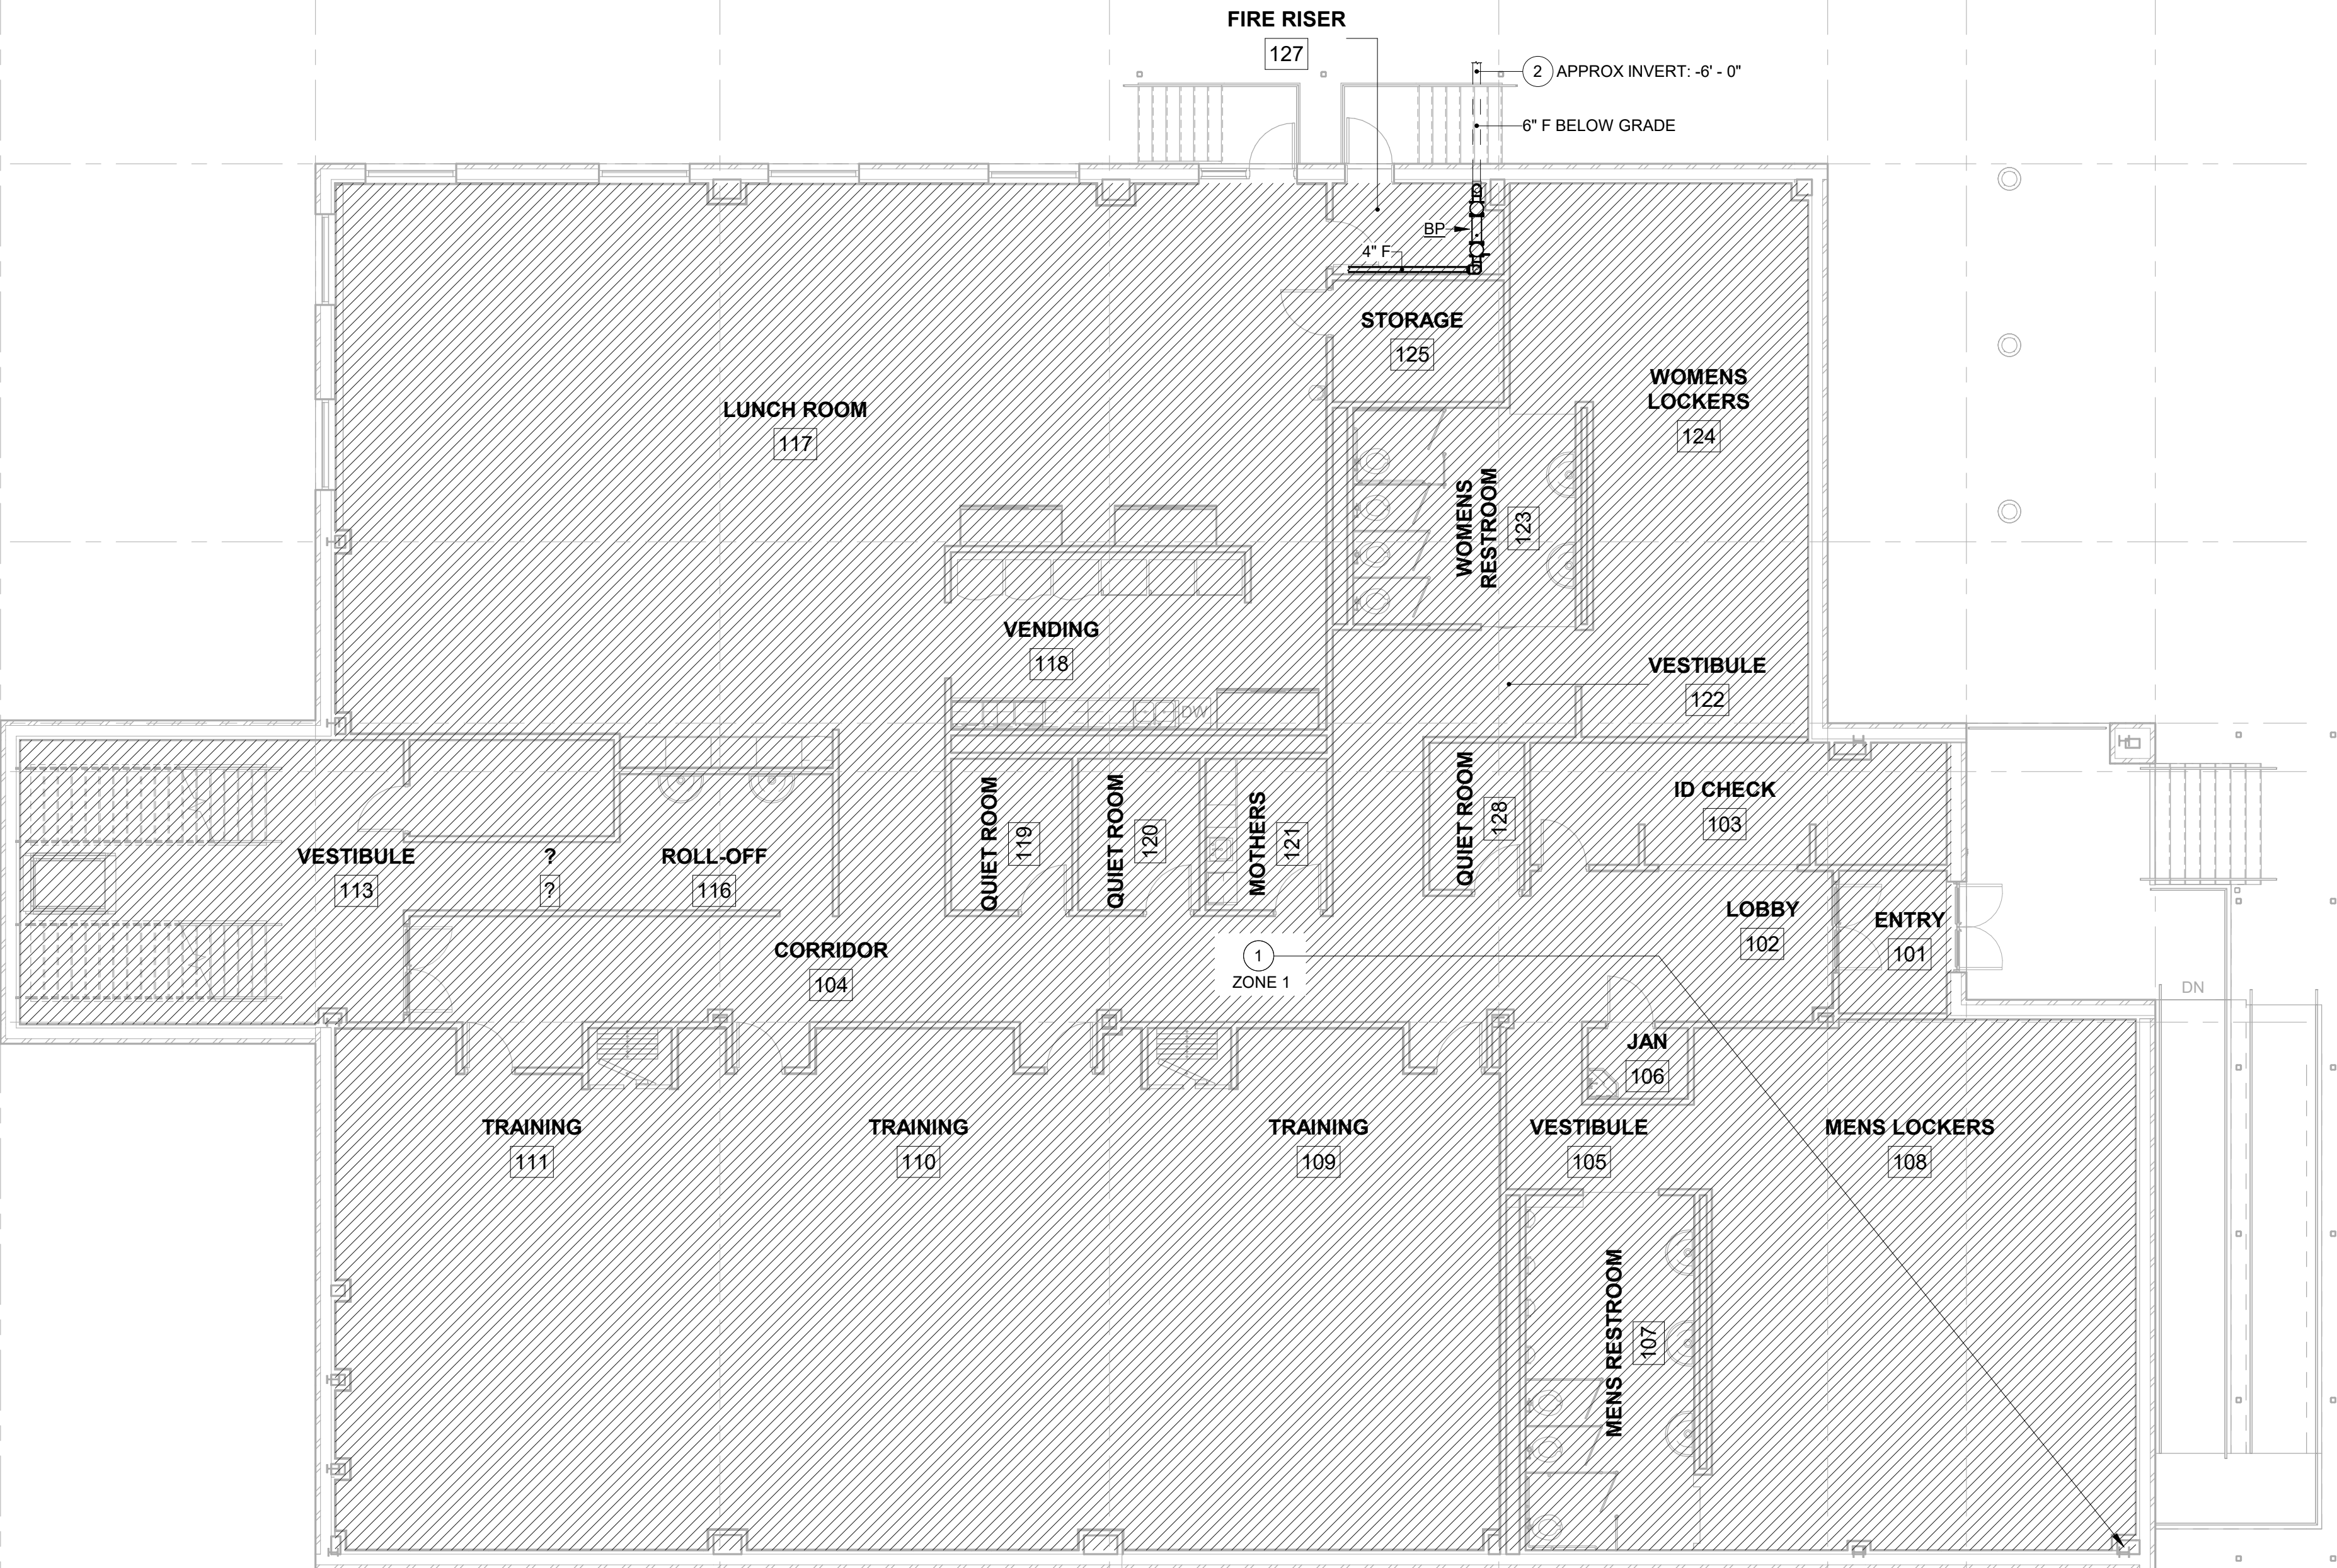 FIRE RISER
127
2 APPROX INVERT: -6' - 0"
6" F BELOW GRADE
BP
4" F
STORAGE
125
WOMENS
LOCKERS
124
LUNCH ROOM
117
WOMENS
RESTROOM
123
VENDING
118
VESTIBULE
122
DW
QUIET ROOM
119
QUIET ROOM
120
MOTHERS
121
QUIET ROOM
128
ID CHECK
103
VESTIBULE
113
?
?
ROLL-OFF
116
LOBBY
102
ENTRY
101
CORRIDOR
104
1
ZONE 1
DN
JAN
106
TRAINING
111
TRAINING
110
TRAINING
109
VESTIBULE
105
MENS LOCKERS
108
MENS RESTROOM
107